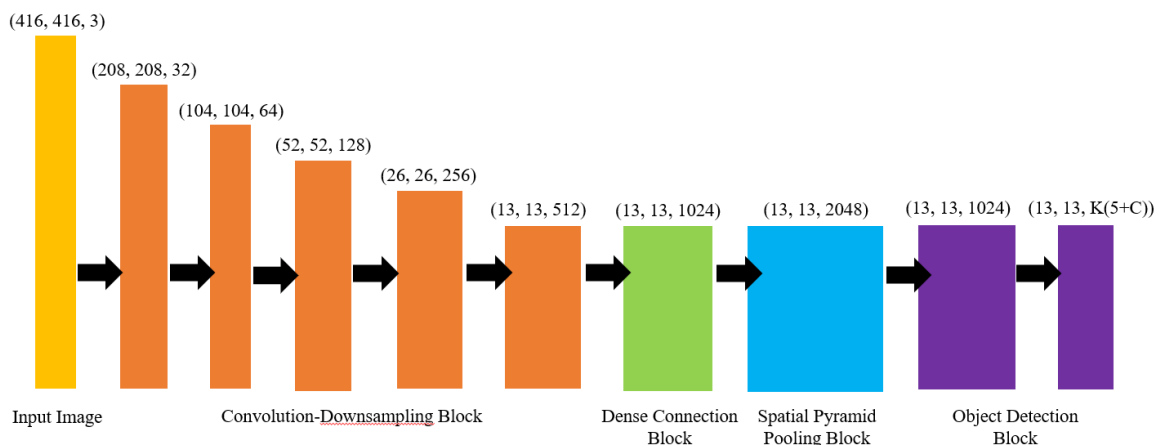 (416, 416, 3)
(208, 208, 32)
(104, 104, 64)
(52, 52, 128)
(26, 26, 256)
(13, 13, 512)
(13, 13, 1024)
(13, 13, 2048)
(13, 13, 1024)
(13, 13, K(5+C))
Input Image
Convolution-Downsampling Block
Dense Connection
Block
Spatial Pyramid
Pooling Block
Object Detection
Block